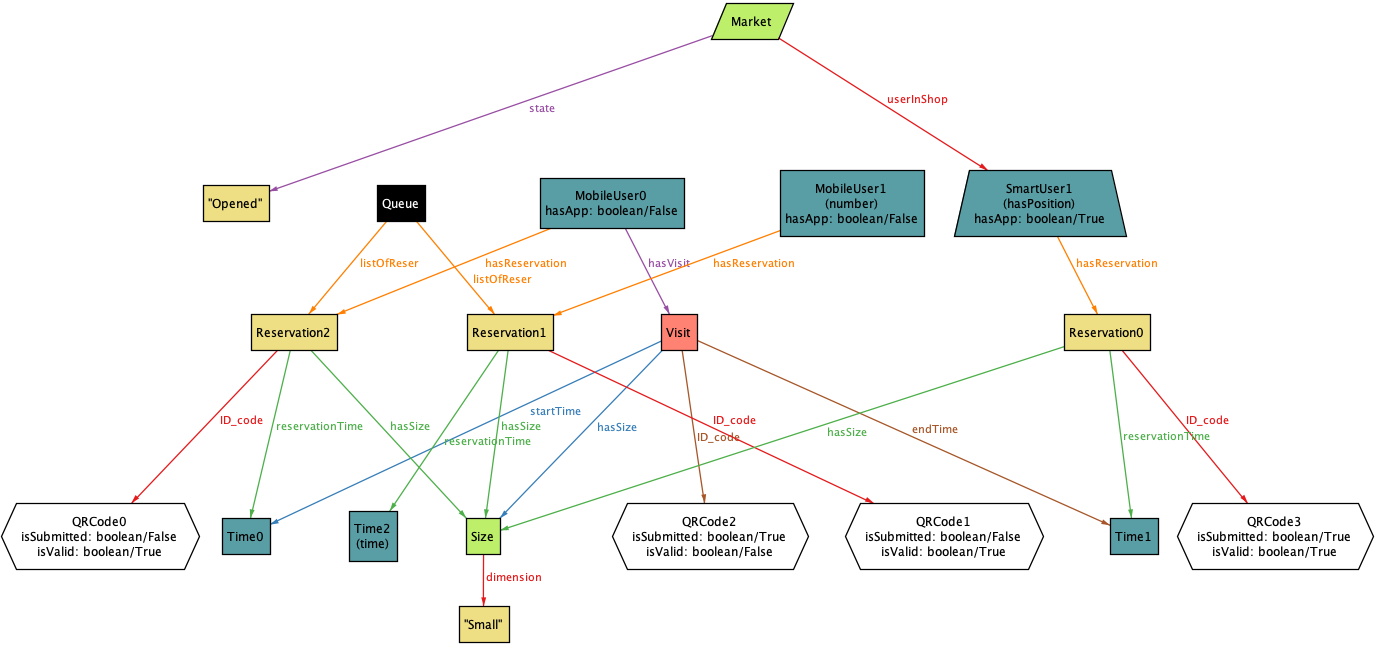 Market
state
userInShop
"Opened"
Queue
MobileUser0
hasApp: boolean/False
MobileUser1
(number)
hasApp: boolean/False
SmartUser1
(hasPosition)
hasApp: boolean/True
listOfReser
hasReservation
listOfReser
hasVisit
hasReservation
hasReservation
Reservation2
Reservation1
Visit
Reservation0
ID_code
reservationTime
hasSize
reservationTime
hasSize
startTime
hasSize
ID_code
ID_code
hasSize
endTime
reservationTime
ID_code
QRCode0
isSubmitted: boolean/False
isValid: boolean/True
Time0
Time2
(time)
Size
QRCode2
isSubmitted: boolean/True
isValid: boolean/False
QRCode1
isSubmitted: boolean/False
isValid: boolean/True
Time1
QRCode3
isSubmitted: boolean/True
isValid: boolean/True
dimension
"Small"